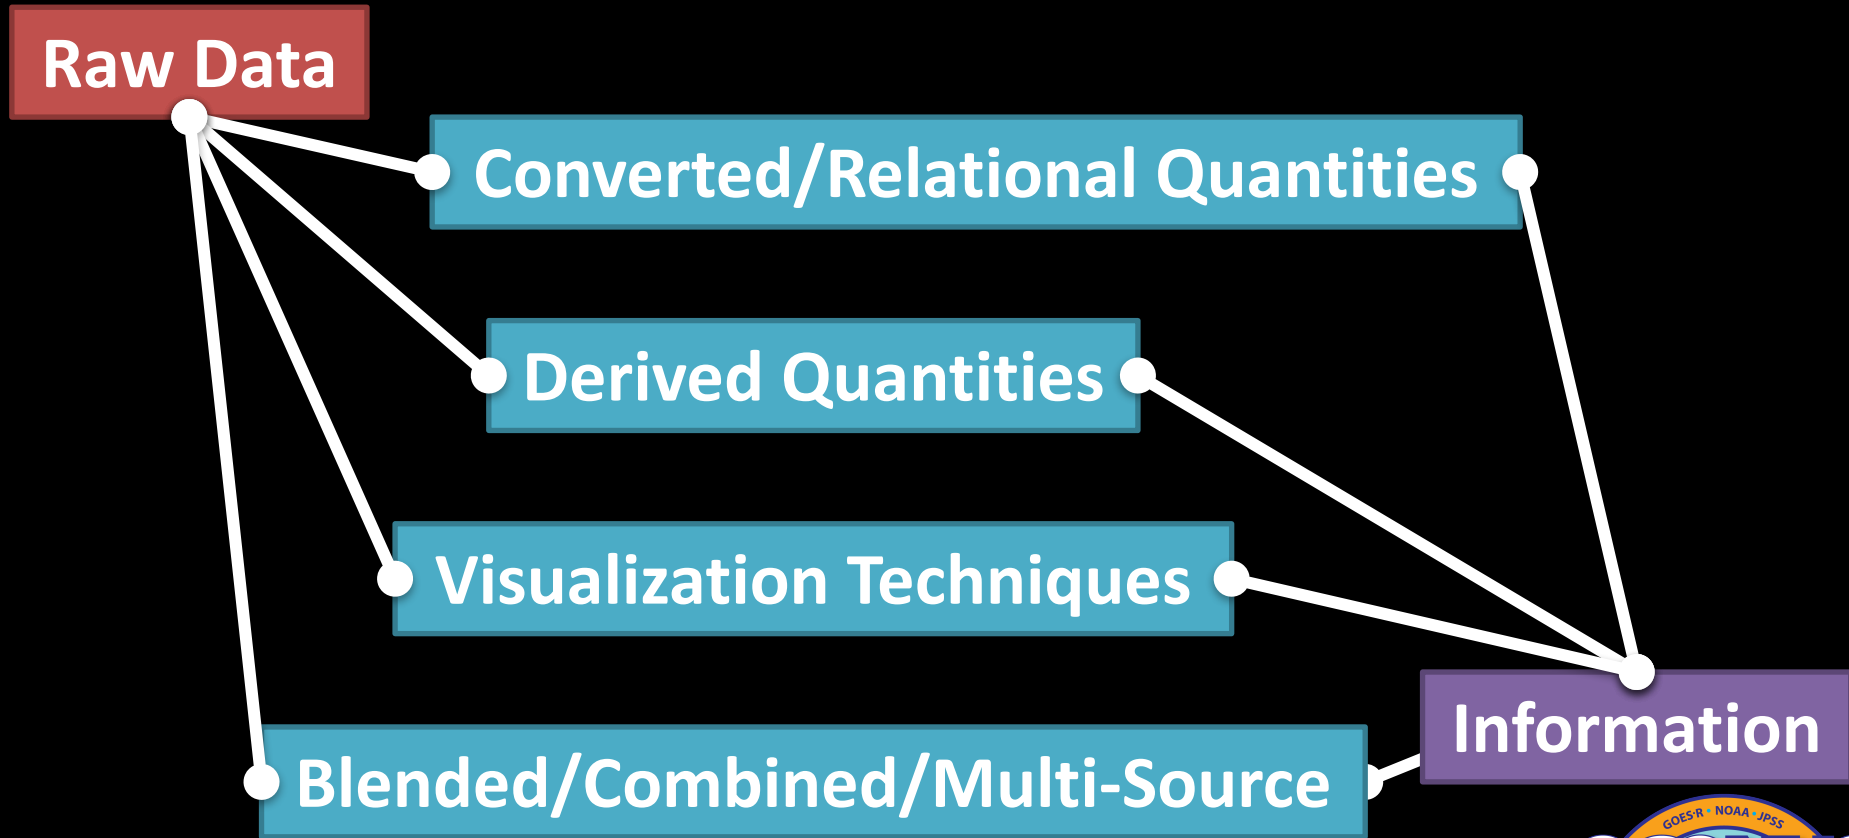 Raw Data
Converted/Relational Quantities
Derived Quantities
Visualization Techniques
Information
Blended/Combined/Multi-Source
GOES-R • NOAA • JPSS